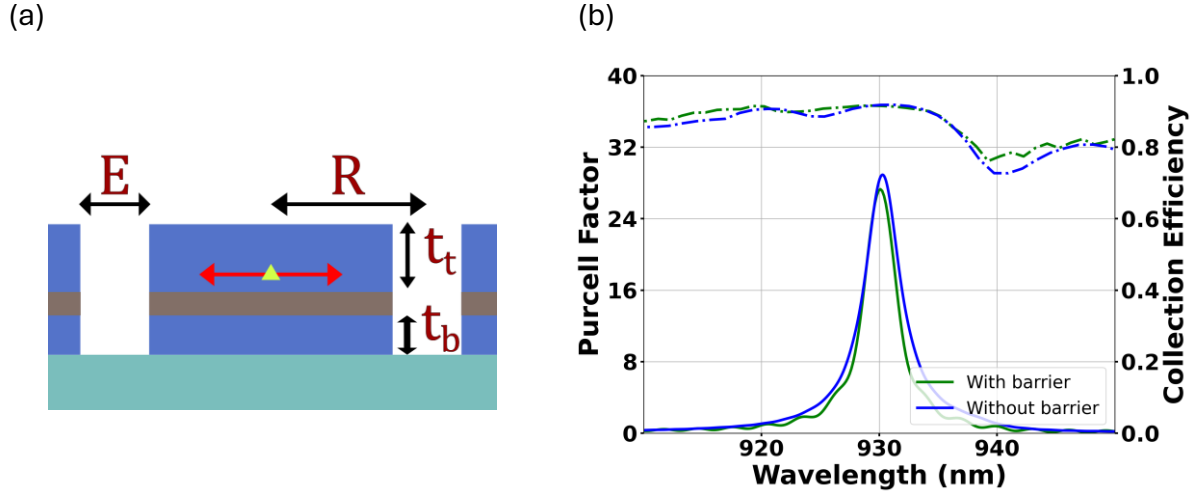 (a)
E
R
t_t
t_b
(b)
40
32
24
16
8
0
Purcell Factor
1.0
0.8
0.6
0.4
0.2
0.0
Collection Efficiency
With barrier
Without barrier
920
930
940
Wavelength (nm)